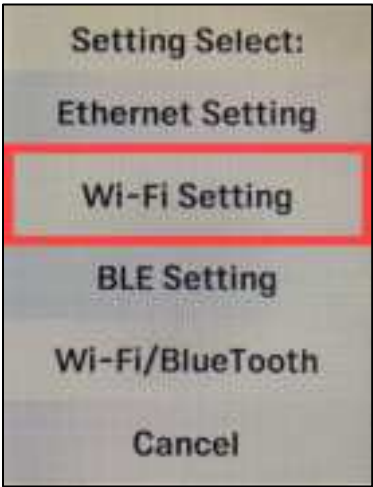 Setting Select:
Ethernet Setting
Wi-Fi Setting
BLE Setting
Wi-Fi/BlueTooth
Cancel